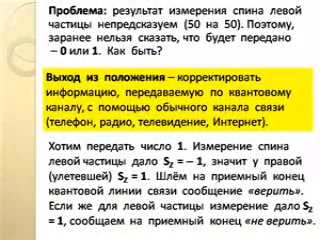 Проблема: результат измерения спина левой
частицы непредсказуем (50 на 50). Поэтому,
заранее нельзя сказать, что будет передано
– 0 или 1. Как быть?
Выход из положения – корректировать
информацию, передаваемую по квантовому
каналу, с помощью обычного канала связи
(телефон, радио, телевидение, Интернет).
Хотим передать число 1. Измерение спина
левой частицы дало Sz = – 1, значит у правой
(улетевшей) Sz = 1. Шлём на приемный конец
квантовой линии связи сообщение «верить».
Если же для левой частицы измерение дало Sz
= 1, сообщаем на приемный конец «не верить».